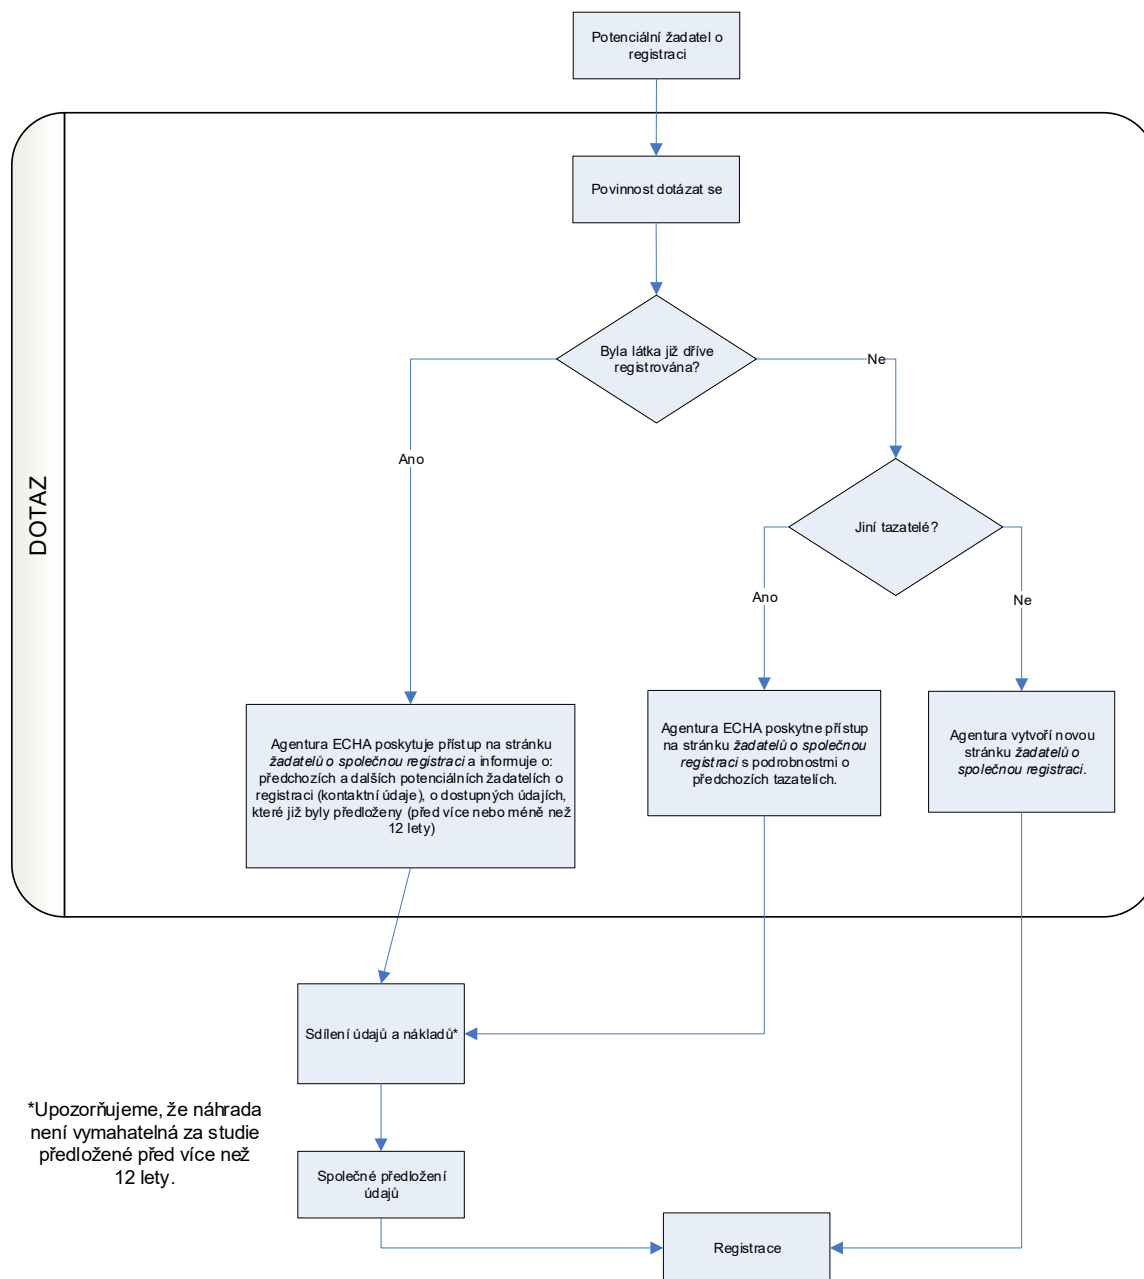 Potenciální žadatel o
registraci
Povinnost dotázat se
DOTAZ
Byla látka již dříve
registrována?
Ne
Ano
Jiní tazatelé?
Ano
Ne
Agentura ECHA poskytuje přístup na stránku
žadatelů o společnou registraci a informuje o:
předchozích a dalších potenciálních žadatelích o
registraci (kontaktní údaje), o dostupných údajích,
které již byly předloženy (před více nebo méně než
12 lety)
Agentura ECHA poskytne přístup
na stránku žadatelů o společnou
registraci s podrobnostmi o
předchozích tazatelích.
Agentura vytvoří novou
stránku žadatelů o
společnou registraci.
Sdílení údajů a nákladů*
*Upozorňujeme, že náhrada
není vymahatelná za studie
předložené před více než
12 lety.
Společné předložení
údajů
Registrace